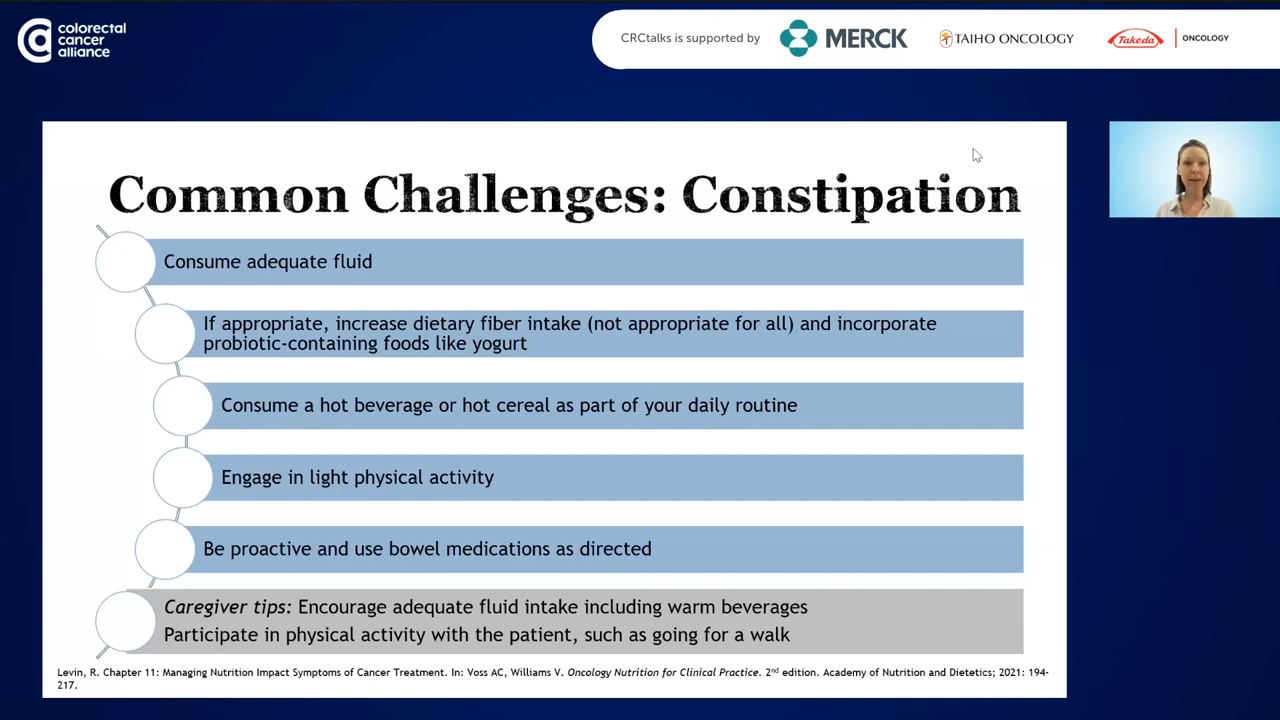 colorectal
cancer
alliance
CRCtalks is supported by
MERCK
TAIHO ONCOLOGY
Takeda
ONCOLOGY
Common Challenges: Constipation
Consume adequate fluid
If appropriate, increase dietary fiber intake (not appropriate for all) and incorporate
probiotic-containing foods like yogurt
Consume a hot beverage or hot cereal as part of your daily routine
Engage in light physical activity
Be proactive and use bowel medications as directed
Caregiver tips: Encourage adequate fluid intake including warm beverages
Participate in physical activity with the patient, such as going for a walk
Levin, R. Chapter 11: Managing Nutrition Impact Symptoms of Cancer Treatment. In: Voss AC, Williams V. Oncology Nutrition for Clinical Practice. 2nd edition. Academy of Nutrition and Dietetics; 2021: 194-
217.